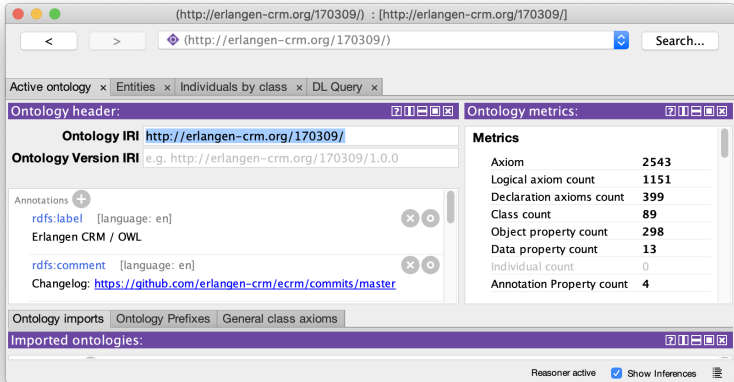 (http://erlangen-crm.org/170309/) : [http://erlangen-crm.org/170309/]
< > (http://erlangen-crm.org/170309/) Search...
Active ontology × Entities × Individuals by class × DL Query ×
Ontology header:
Ontology IRI http://erlangen-crm.org/170309/
Ontology Version IRI e.g. http://erlangen-crm.org/170309/1.0.0
Annotations
rdfs:label [language: en]
Erlangen CRM / OWL
rdfs:comment [language: en]
Changelog: https://github.com/erlangen-crm/ecrm/commits/master
Ontology metrics:
Metrics
Axiom 2543
Logical axiom count 1151
Declaration axioms count 399
Class count 89
Object property count 298
Data property count 13
Individual count 0
Annotation Property count 4
Ontology imports Ontology Prefixes General class axioms
Imported ontologies:
Reasoner active Show Inferences